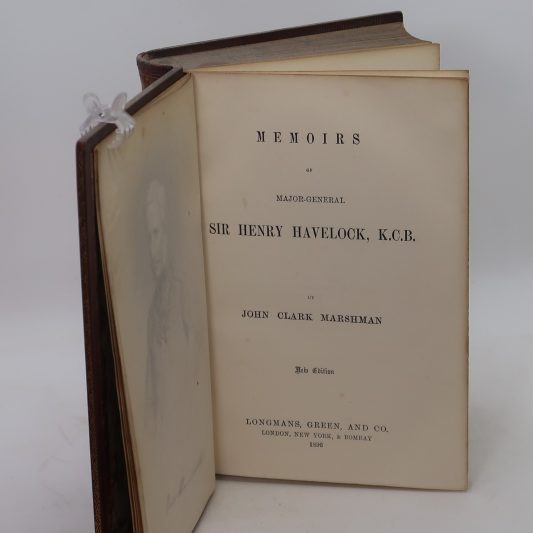 MEMOIRS
OF
MAJOR-GENERAL
SIR HENRY HAVELOCK, K.C.B.
BY
JOHN CLARK MARSHMAN
New Edition
LONGMANS, GREEN, AND CO.
LONDON, NEW YORK, & BOMBAY
1896